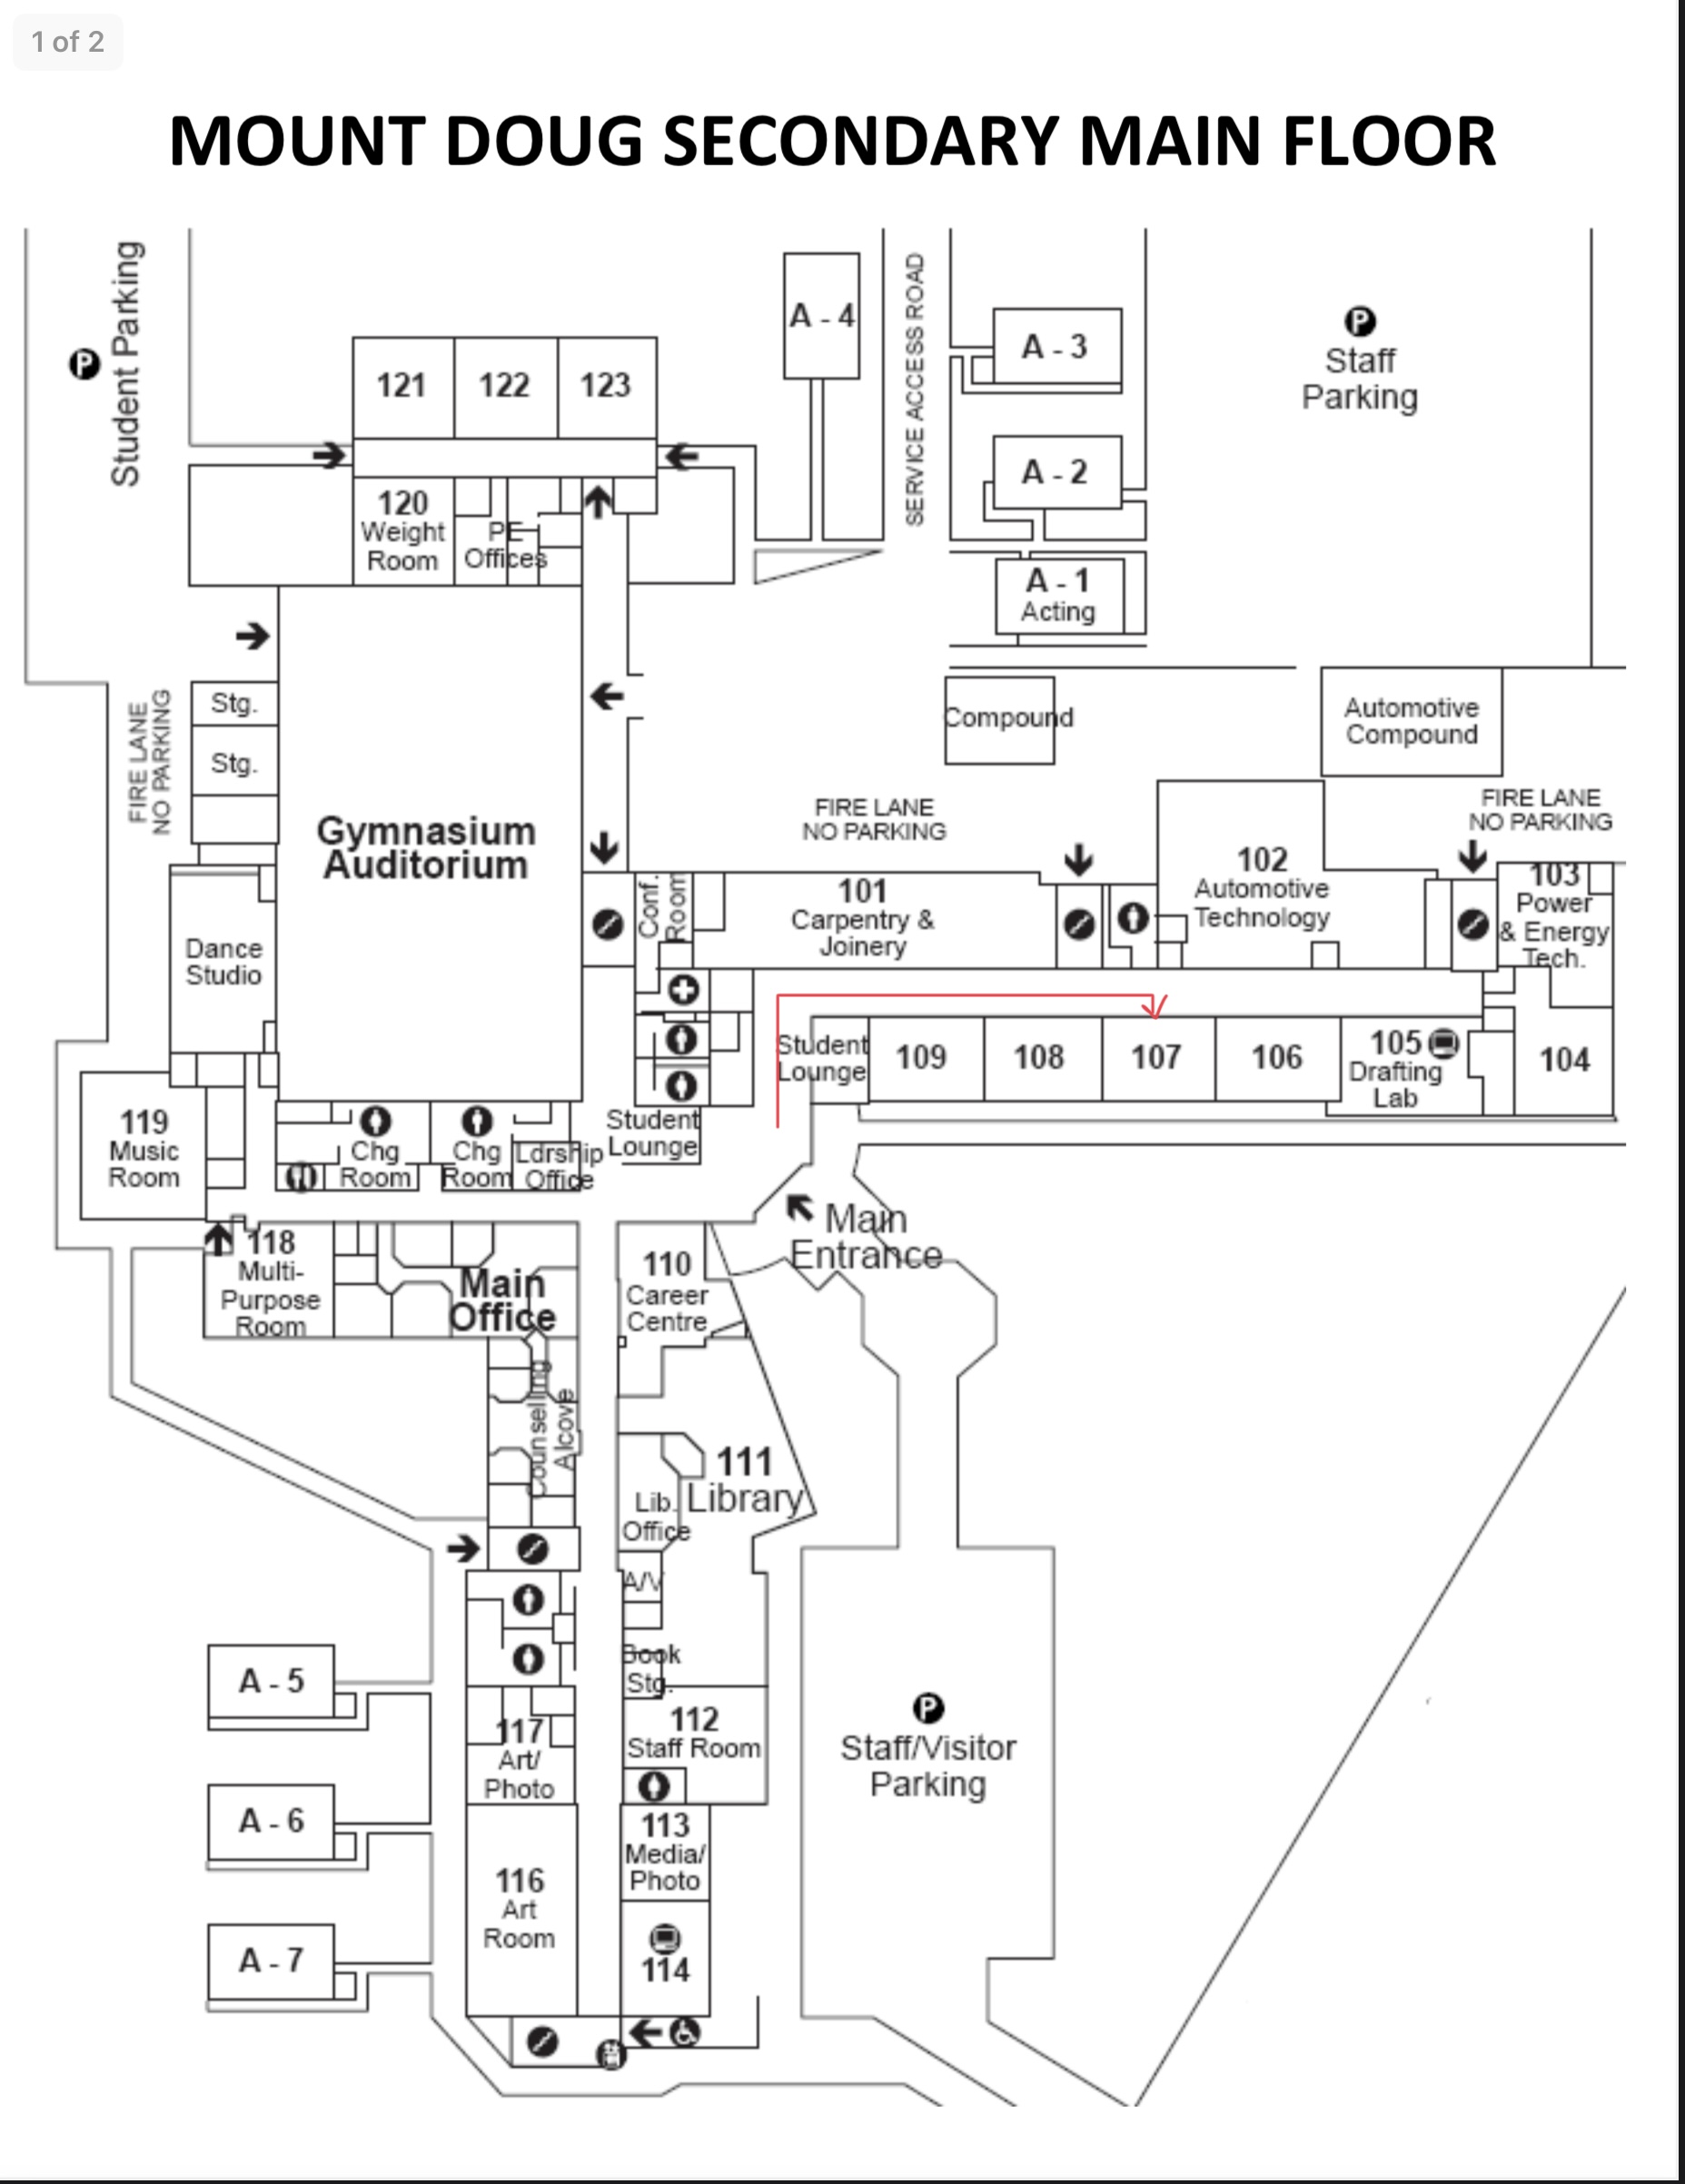 1 of 2
MOUNT DOUG SECONDARY MAIN FLOOR
P
Student Parking
A - 4
SERVICE ACCESS ROAD
A - 3
P
Staff
Parking
121
122
123
A - 2
120
Weight
Room
PE
Offices
A - 1
Acting
Stg.
Stg.
FIRE LANE
NO PARKING
Compound
Automotive
Compound
Gymnasium
Auditorium
FIRE LANE
NO PARKING
FIRE LANE
NO PARKING
Conf.
Room
101
Carpentry &
Joinery
102
Automotive
Technology
103
Power
& Energy
Tech.
Dance
Studio
Student
Lounge
109
108
107
106
105
Drafting
Lab
104
119
Music
Room
Chg
Room
Chg
Room
Ldrship
Office
Student
Lounge
Main
Entrance
118
Multi-
Purpose
Room
Main
Office
110
Career
Centre
Counselling
Alcove
111
Library
Lib.
Office
A/V
Book
Stg.
A - 5
117
Art/
Photo
112
Staff Room
P
Staff/Visitor
Parking
A - 6
113
Media/
Photo
116
Art
Room
A - 7
114